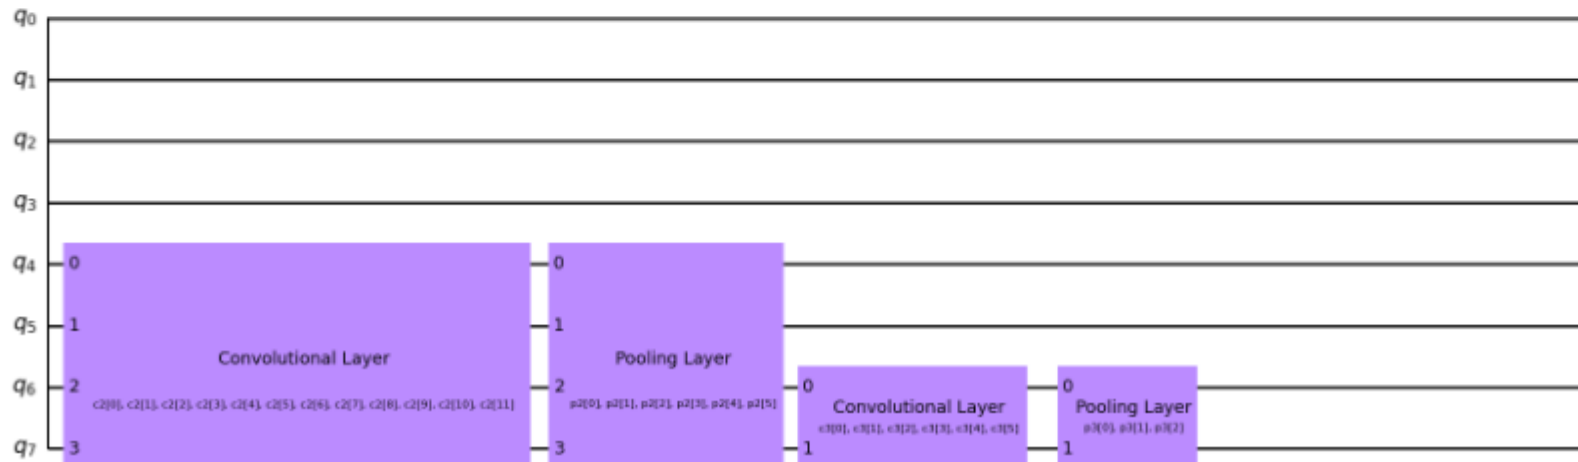 q0
q1
q2
q3
q4 0 0
q5 1 1
Convolutional Layer Pooling Layer
q6 2 2 0 0
c2[0], c2[1], c2[2], c2[3], c2[4], c2[5], c2[6], c2[7], c2[8], c2[9], c2[10], c2[11] p2[0], p2[1], p2[2], p2[3], p2[4], p2[5]
Convolutional Layer Pooling Layer
c3[0], c3[1], c3[2], c3[3], c3[4], c3[5] p3[0], p3[1], p3[2]
q7 3 3 1 1